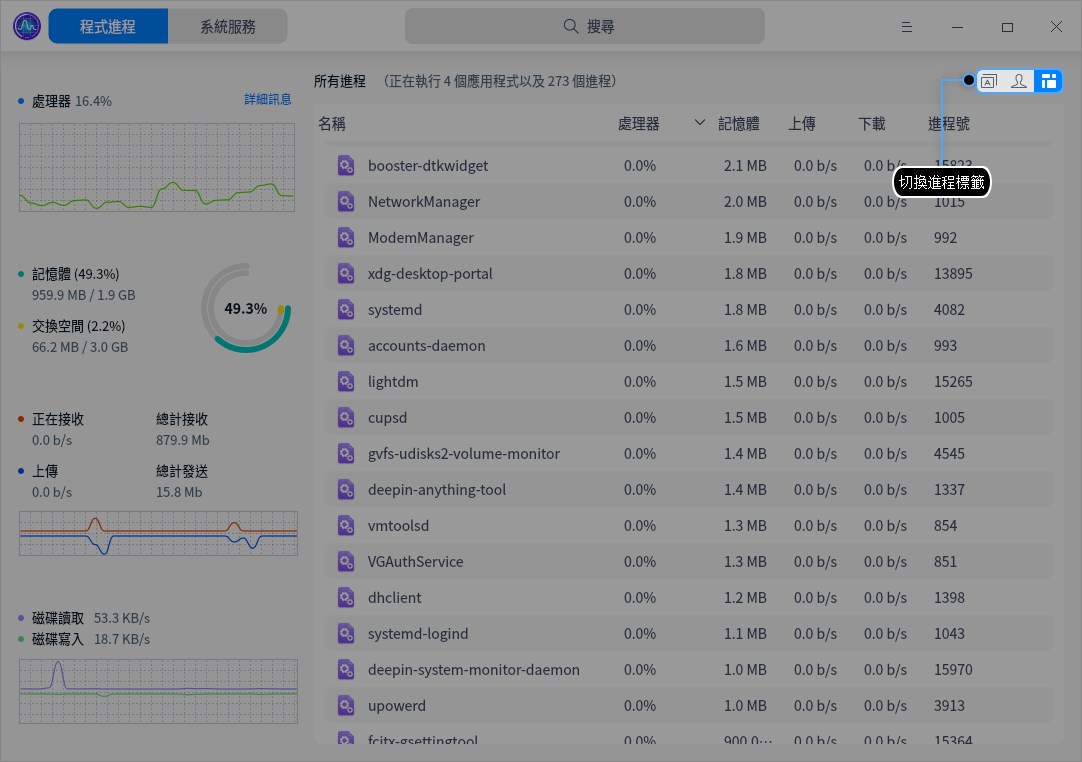 程式進程 系統服務 搜尋
處理器 16.4% 詳細訊息
記憶體 (49.3%)
959.9 MB / 1.9 GB
49.3%
交換空間 (2.2%)
66.2 MB / 3.0 GB
正在接收 總計接收
0.0 b/s 879.9 Mb
上傳 總計發送
0.0 b/s 15.8 Mb
磁碟讀取 53.3 KB/s
磁碟寫入 18.7 KB/s
所有進程 （正在執行 4 個應用程式以及 273 個進程）
名稱 處理器 記憶體 上傳 下載 進程號
booster-dtkwidget 0.0% 2.1 MB 0.0 b/s 0.0 b/s 15823
切換進程標籤
NetworkManager 0.0% 2.0 MB 0.0 b/s 0.0 b/s 1015
ModemManager 0.0% 1.9 MB 0.0 b/s 0.0 b/s 992
xdg-desktop-portal 0.0% 1.8 MB 0.0 b/s 0.0 b/s 13895
systemd 0.0% 1.8 MB 0.0 b/s 0.0 b/s 4082
accounts-daemon 0.0% 1.6 MB 0.0 b/s 0.0 b/s 993
lightdm 0.0% 1.5 MB 0.0 b/s 0.0 b/s 15265
cupsd 0.0% 1.5 MB 0.0 b/s 0.0 b/s 1005
gvfs-udisks2-volume-monitor 0.0% 1.4 MB 0.0 b/s 0.0 b/s 4545
deepin-anything-tool 0.0% 1.4 MB 0.0 b/s 0.0 b/s 1337
vmtoolsd 0.0% 1.3 MB 0.0 b/s 0.0 b/s 854
VGAuthService 0.0% 1.3 MB 0.0 b/s 0.0 b/s 851
dhclient 0.0% 1.2 MB 0.0 b/s 0.0 b/s 1398
systemd-logind 0.0% 1.1 MB 0.0 b/s 0.0 b/s 1043
deepin-system-monitor-daemon 0.0% 1.0 MB 0.0 b/s 0.0 b/s 15970
upowerd 0.0% 1.0 MB 0.0 b/s 0.0 b/s 3913
fcitx-gsettingtool 0.0% 900.0… 0.0 b/s 0.0 b/s 15364